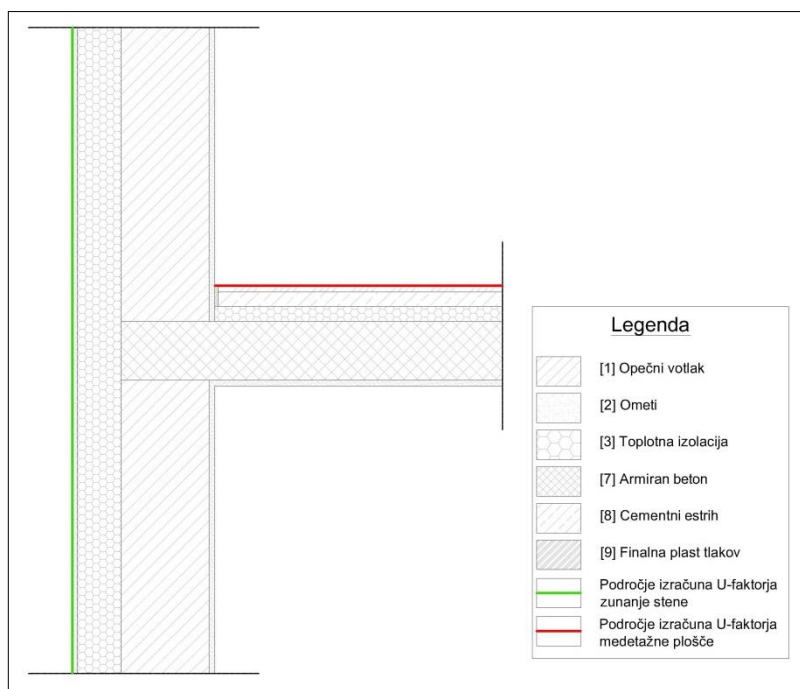 Legenda
[1] Opečni votlak
[2] Ometi
[3] Toplotna izolacija
[7] Armiran beton
[8] Cementni estrih
[9] Finalna plast tlakov
Področje izračuna U-faktorja
zunanje stene
Področje izračuna U-faktorja
medetažne plošče